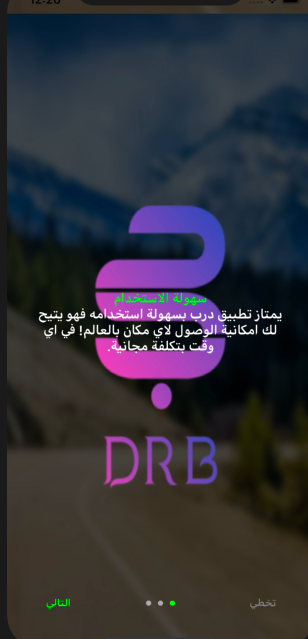 12:26
سهولة الاستخدام
يمتاز تطبيق درب بسهولة استخدامه فهو يتيح
لك امكانية الوصول لاي مكان بالعالم! في اي
وقت بتكلفة مجانية.
DRB
تخطي
التالي